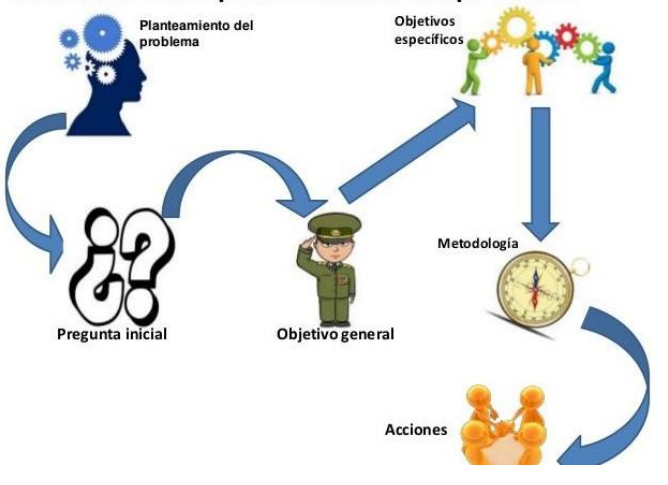 Planteamiento del
problema
¿?
Pregunta inicial
Objetivo general
Objetivos
específicos
Metodología
Acciones